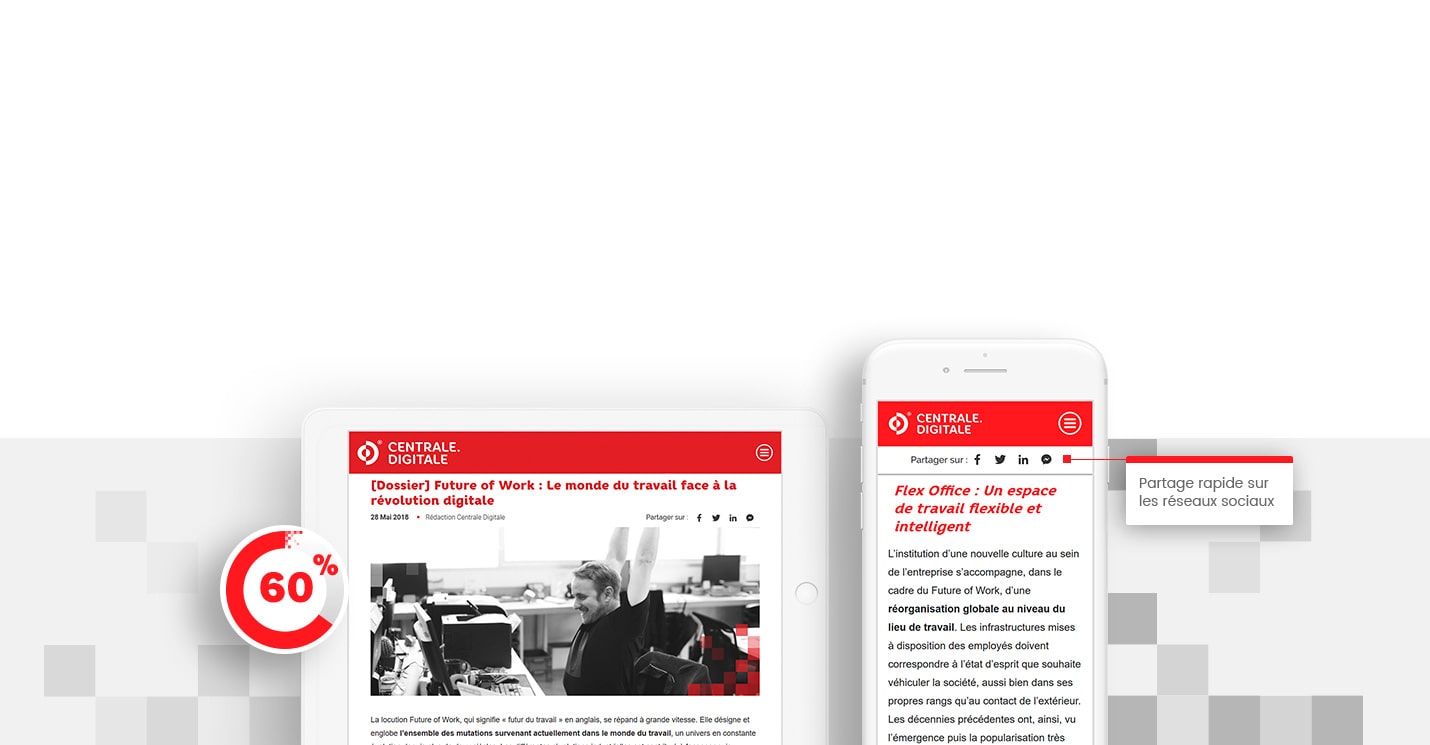 60%
CENTRALE.
DIGITALE
[Dossier] Future of Work : Le monde du travail face à la
révolution digitale
28 Mai 2018 • Rédaction Centrale Digitale
Partager sur :
La locution Future of Work, qui signifie « futur du travail » en anglais, se répand à grande vitesse. Elle désigne et
englobe l'ensemble des mutations survenant actuellement dans le monde du travail, un univers en constante
CENTRALE.
DIGITALE
Partager sur :
Flex Office : Un espace
de travail flexible et
intelligent
L'institution d'une nouvelle culture au sein
de l'entreprise s'accompagne, dans le
cadre du Future of Work, d'une
réorganisation globale au niveau du
lieu de travail. Les infrastructures mises
à disposition des employés doivent
correspondre à l'état d'esprit que souhaite
véhiculer la société, aussi bien dans ses
propres rangs qu'au contact de l'extérieur.
Les décennies précédentes ont, ainsi, vu
l'émergence puis la popularisation très
Partage rapide sur
les réseaux sociaux